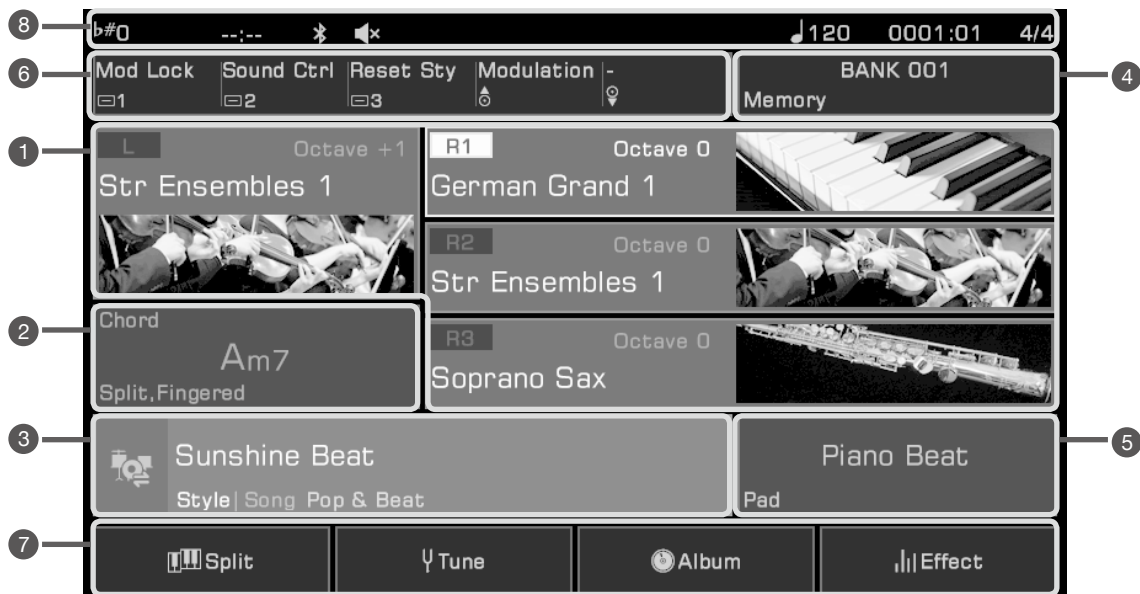 8 ♭#0 --:-- ♩120 0001:01 4/4
6 Mod Lock Sound Ctrl Reset Sty Modulation - BANK 001 4
1 2 3 Memory
1 L Octave +1 R1 Octave 0
Str Ensembles 1 German Grand 1
R2 Octave 0
Str Ensembles 1
2 Chord R3 Octave 0
Am7
Split,Fingered Soprano Sax
3 Sunshine Beat Piano Beat 5
Style| Song Pop & Beat Pad
7 Split Tune Album Effect